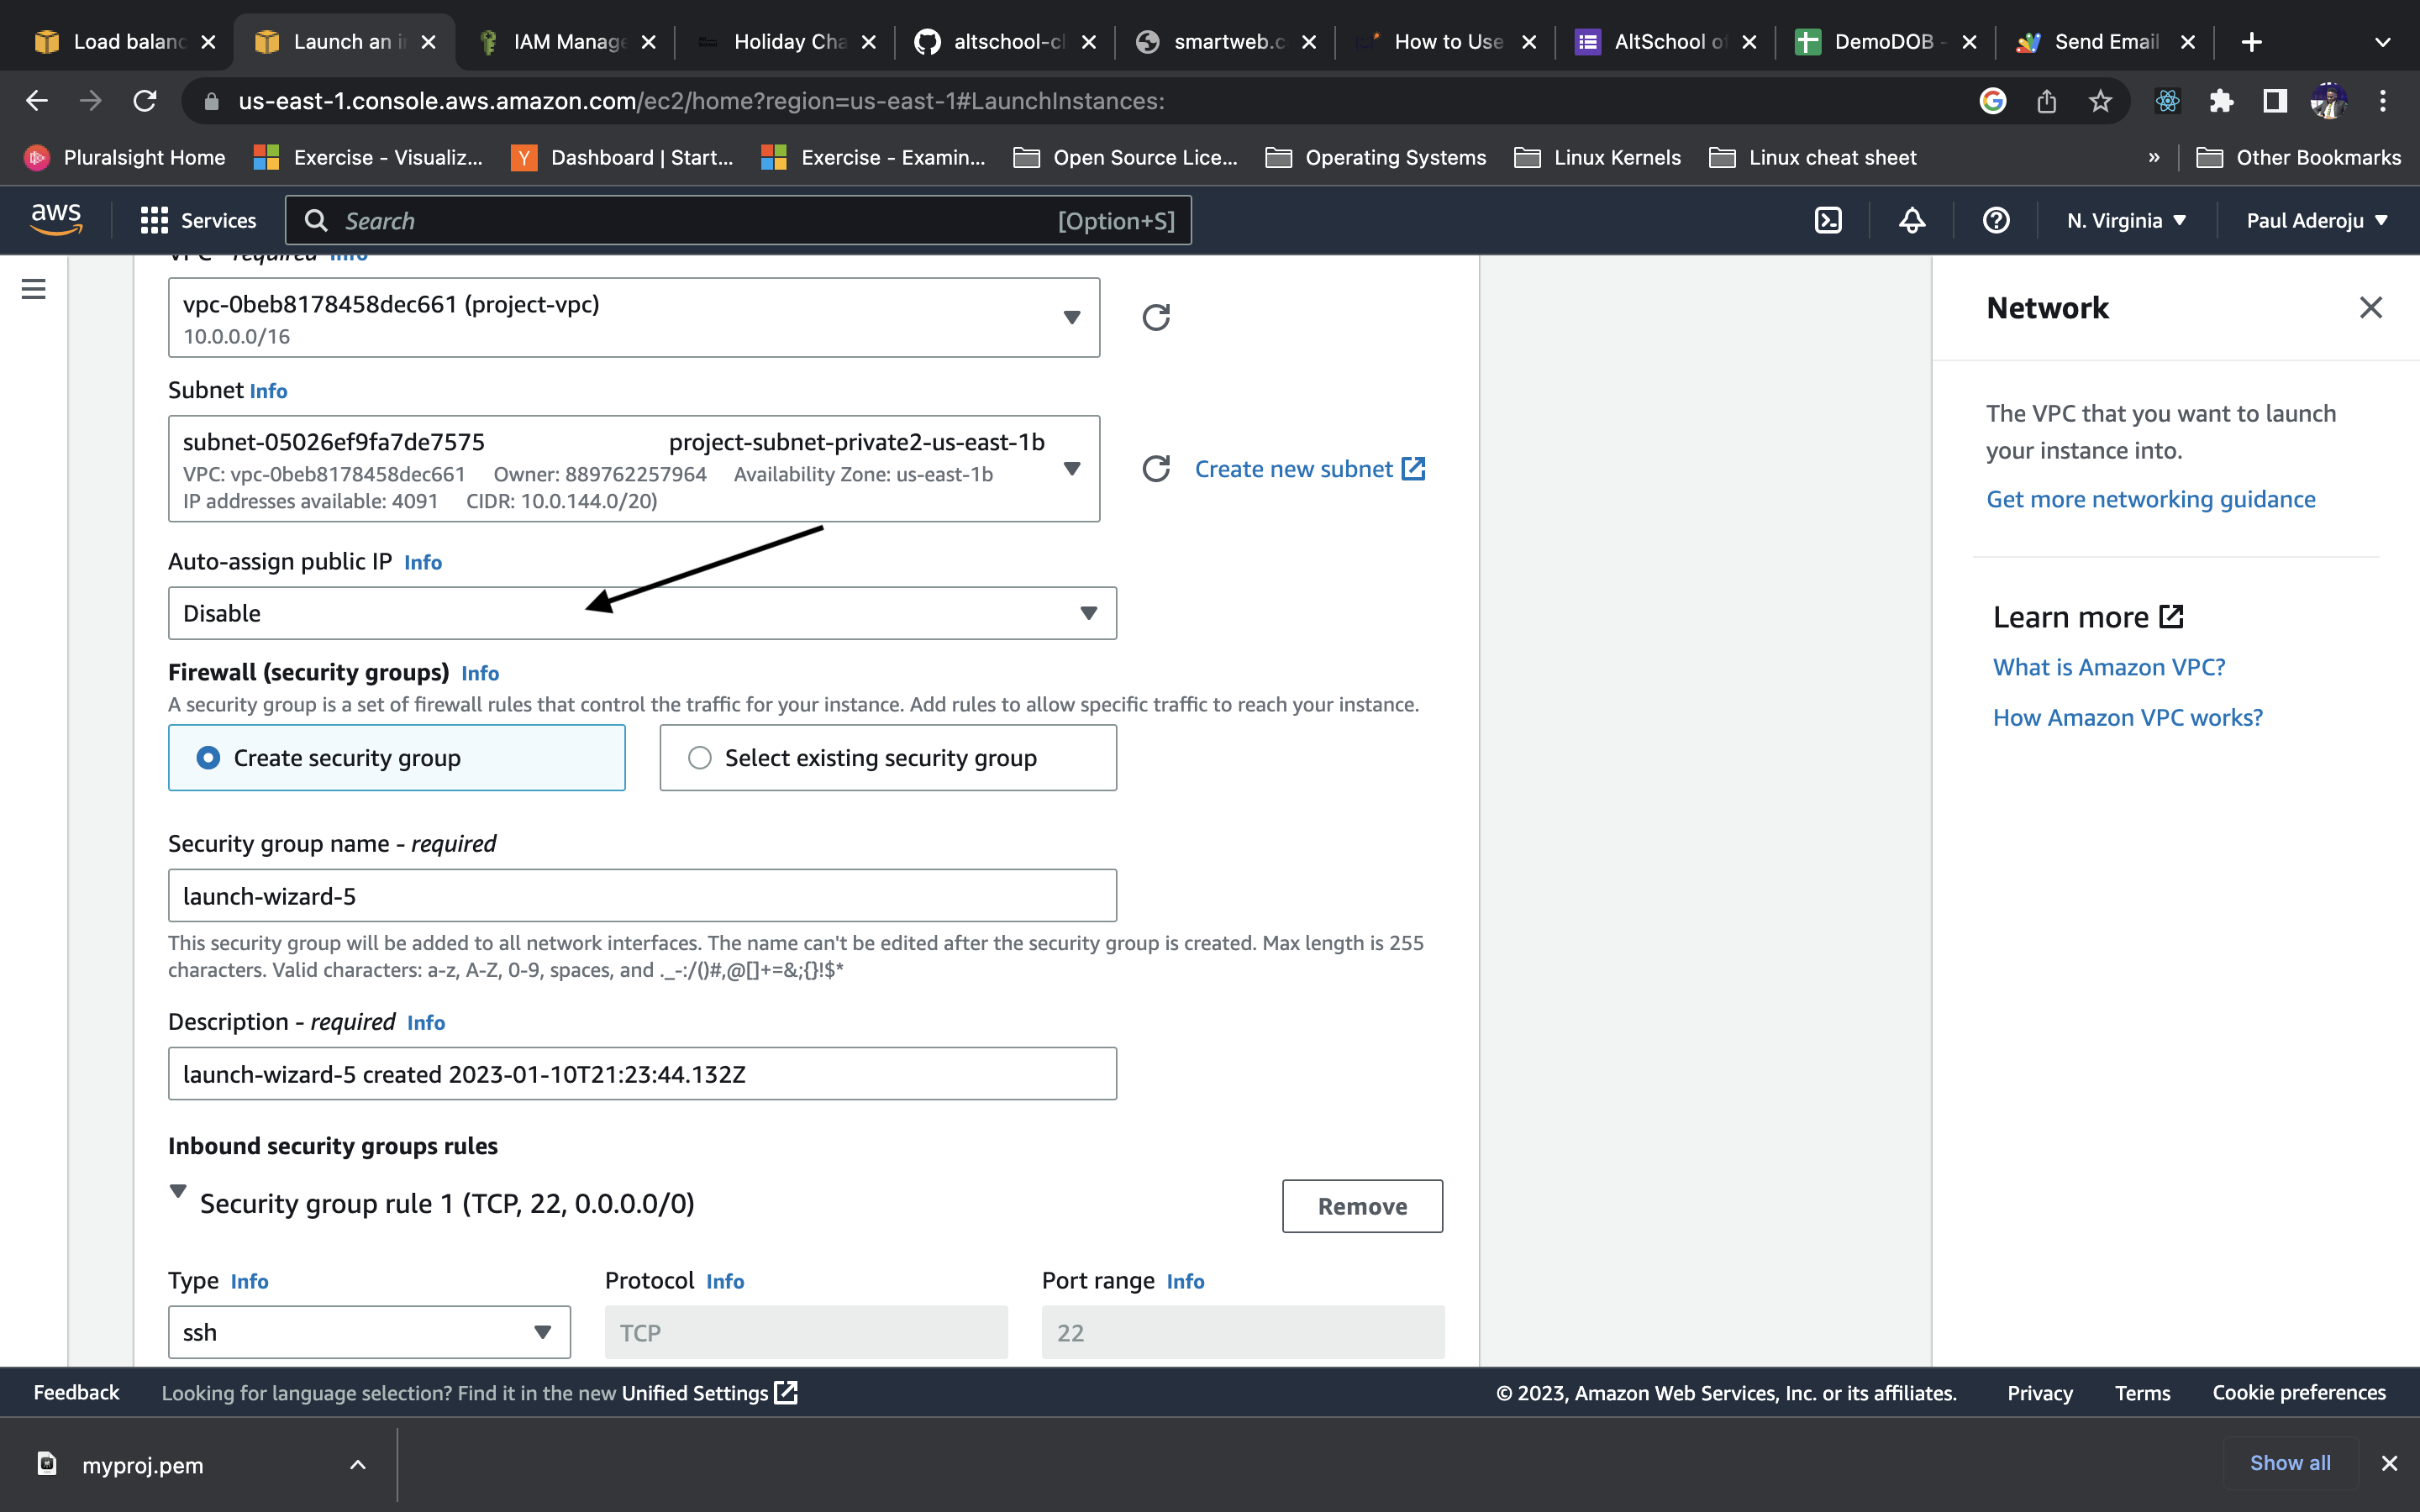 Load balanc
Launch an i
IAM Manage
Holiday Cha
altschool-cl
smartweb.c
How to Use
AltSchool of
DemoDOB -
Send Email
us-east-1.console.aws.amazon.com/ec2/home?region=us-east-1#LaunchInstances:
Pluralsight Home
Exercise - Visualiz...
Y
Dashboard | Start...
Exercise - Examin...
Open Source Lice...
Operating Systems
Linux Kernels
Linux cheat sheet
»
Other Bookmarks
aws
Services
Search
[Option+S]
N. Virginia
Paul Aderoju
VPC - required Info
vpc-0beb8178458dec661 (project-vpc)
10.0.0.0/16
Subnet Info
subnet-05026ef9fa7de7575 project-subnet-private2-us-east-1b
VPC: vpc-0beb8178458dec661 Owner: 889762257964 Availability Zone: us-east-1b
IP addresses available: 4091 CIDR: 10.0.144.0/20)
Create new subnet
Auto-assign public IP Info
Disable
Firewall (security groups) Info
A security group is a set of firewall rules that control the traffic for your instance. Add rules to allow specific traffic to reach your instance.
Create security group
Select existing security group
Security group name - required
launch-wizard-5
This security group will be added to all network interfaces. The name can't be edited after the security group is created. Max length is 255
characters. Valid characters: a-z, A-Z, 0-9, spaces, and ._-:/()#,@[]+=&;{}!$*
Description - required Info
launch-wizard-5 created 2023-01-10T21:23:44.132Z
Inbound security groups rules
Security group rule 1 (TCP, 22, 0.0.0.0/0)
Remove
Type Info
Protocol Info
Port range Info
ssh
TCP
22
Network
The VPC that you want to launch
your instance into.
Get more networking guidance
Learn more
What is Amazon VPC?
How Amazon VPC works?
Feedback
Looking for language selection? Find it in the new Unified Settings
© 2023, Amazon Web Services, Inc. or its affiliates.
Privacy
Terms
Cookie preferences
myproj.pem
Show all